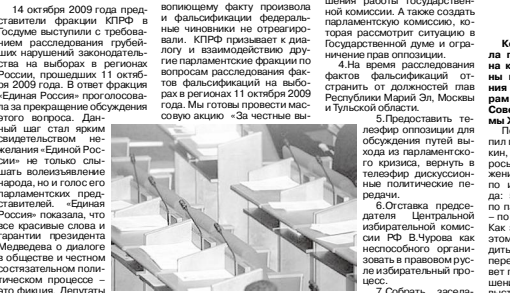 14 октября 2009 года пред-
ставители фракции КПРФ в
Госдуме выступили с требова-
нием расследования грубей-
ших нарушений законодатель-
ства на выборах в регионах
России, прошедших 11 октяб-
ря 2009 года. В ответ фракция
«Единая Россия» проголосова-
ла за прекращение обсуждения
этого вопроса. Дан-
ный шаг стал ярким
свидетельством не-
желания «Единой Рос-
сии» не только слы-
шать волеизъявление
народа, но и голос его
парламентских пред-
ставителей. «Единая
Россия» показала, что
все красивые слова и
гарантии президента
Медведева о диалоге
в обществе и честном
состязательном поли-
тическом процессе –
это фикция. Депутаты
вопиющему факту произвола
и фальсификации федераль-
ные чиновники не отреагиро-
вали. КПРФ призывает к диа-
логу и взаимодействию дру-
гие парламентские фракции по
вопросам расследования фак-
тов фальсификаций на выбо-
рах в регионах 11 октября 2009
года. Мы готовы провести мас-
совую акцию «За честные вы-
шения работы государствен-
ной комиссии. А также создать
парламентскую комиссию, ко-
торая рассмотрит ситуацию в
Государственной думе и огра-
ничение прав оппозиции.
4.На время расследования
фактов фальсификаций от-
странить от должностей глав
Республики Марий Эл, Москвы
и Тульской области.
5.Предоставить те-
леэфир оппозиции для
обсуждения путей вы-
хода из парламентско-
го кризиса, вернуть в
телеэфир дискуссион-
ные политические пе-
редачи.
6.Отставка предсе-
дателя Центральной
избирательной комис-
сии РФ В.Чурова как
неспособного органи-
зовать в правовом рус-
ле избирательный про-
цесс.
7.Собрать заседа-